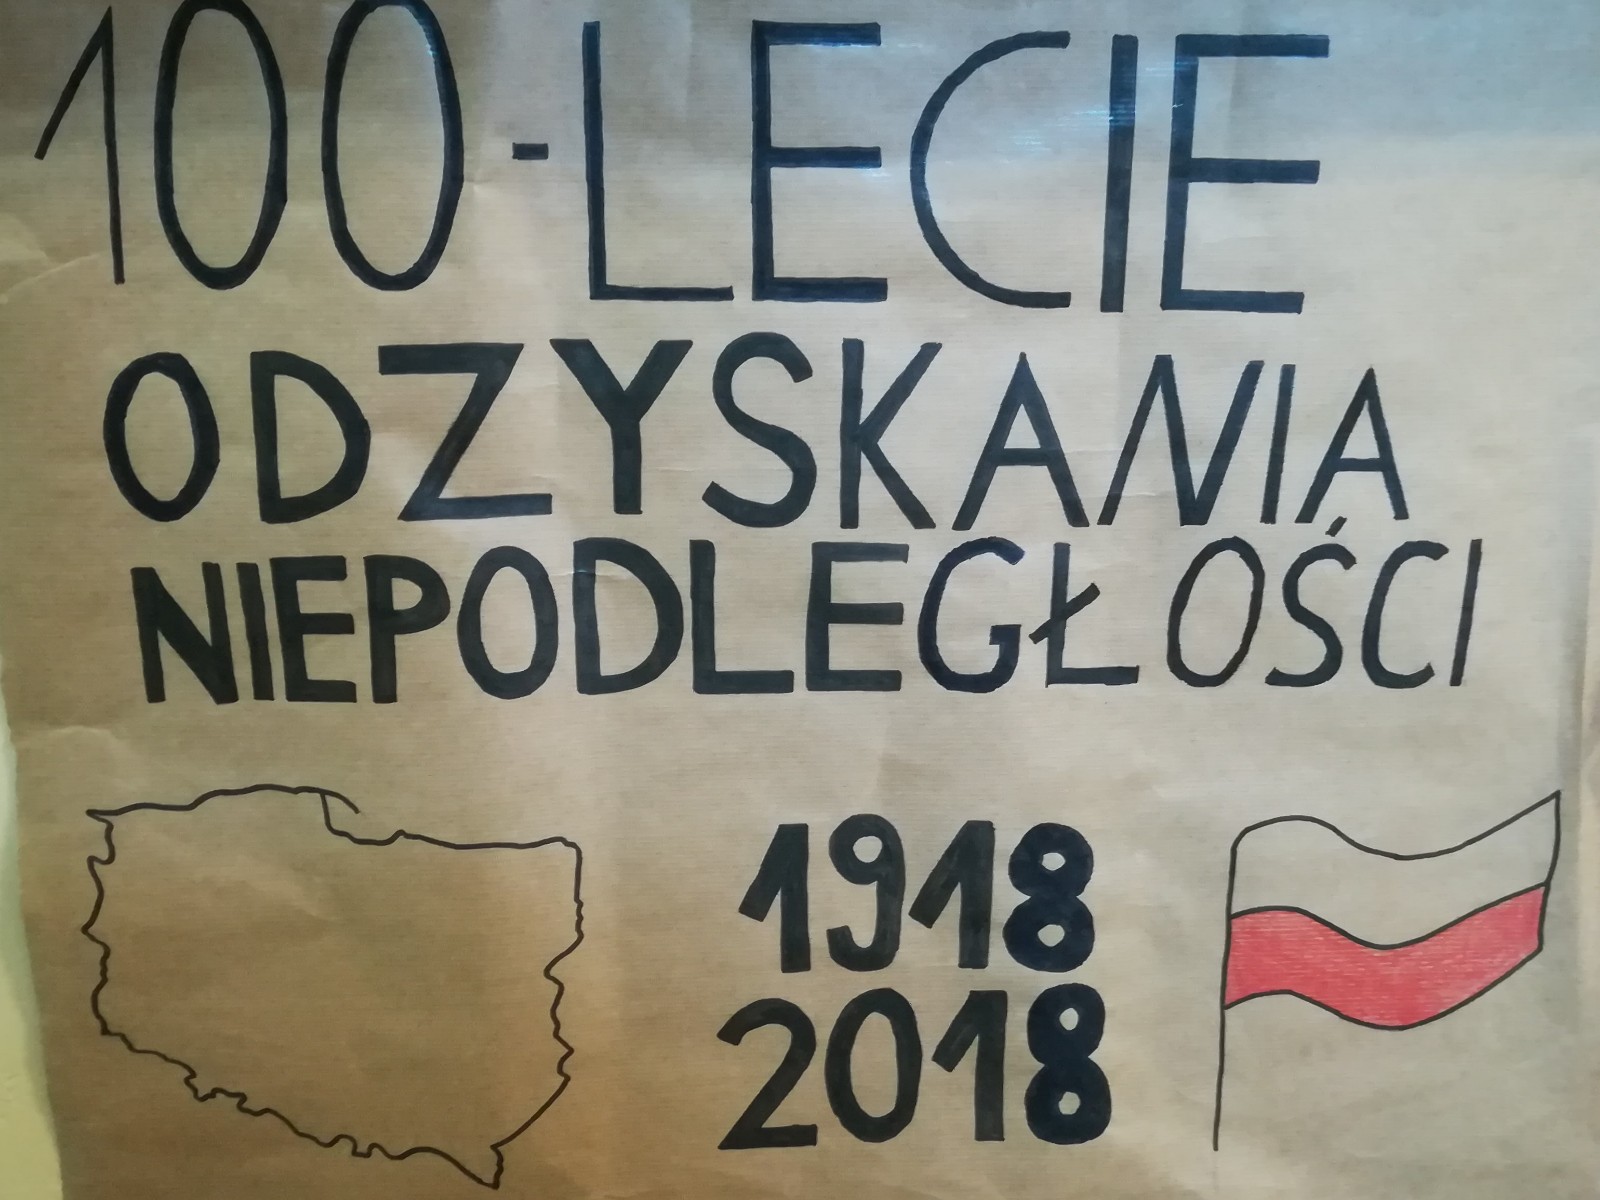 100-LECIE
ODZYSKANIA
NIEPODLEGŁOŚCI
1918
2018